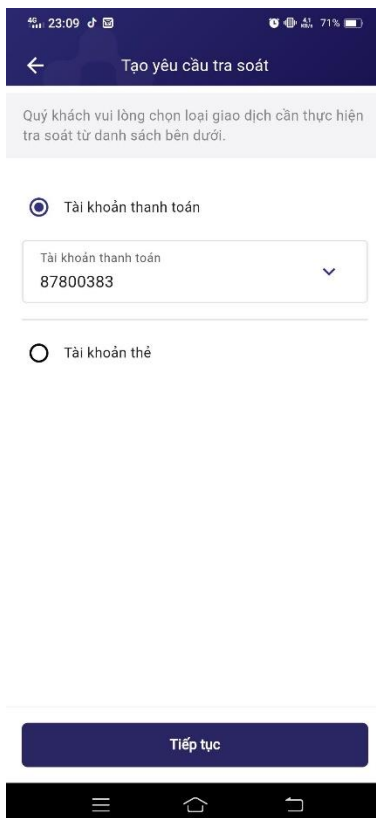 4G 23:09
71%
Tạo yêu cầu tra soát
Quý khách vui lòng chọn loại giao dịch cần thực hiện
tra soát từ danh sách bên dưới.
Tài khoản thanh toán
Tài khoản thanh toán
87800383
Tài khoản thẻ
Tiếp tục